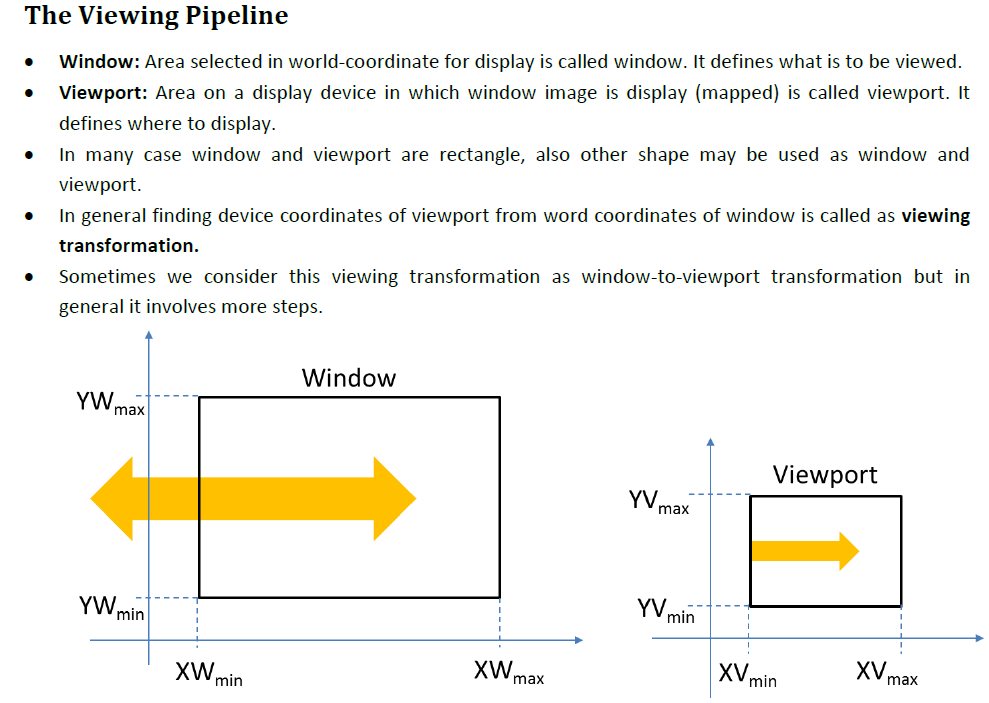 The Viewing Pipeline
• Window: Area selected in world-coordinate for display is called window. It defines what is to be viewed.
• Viewport: Area on a display device in which window image is display (mapped) is called viewport. It
defines where to display.
• In many case window and viewport are rectangle, also other shape may be used as window and
viewport.
• In general finding device coordinates of viewport from word coordinates of window is called as viewing
transformation.
• Sometimes we consider this viewing transformation as window-to-viewport transformation but in
general it involves more steps.
Window
YWmax
YWmin
XWmin
XWmax
Viewport
YVmax
YVmin
XVmin
XVmax